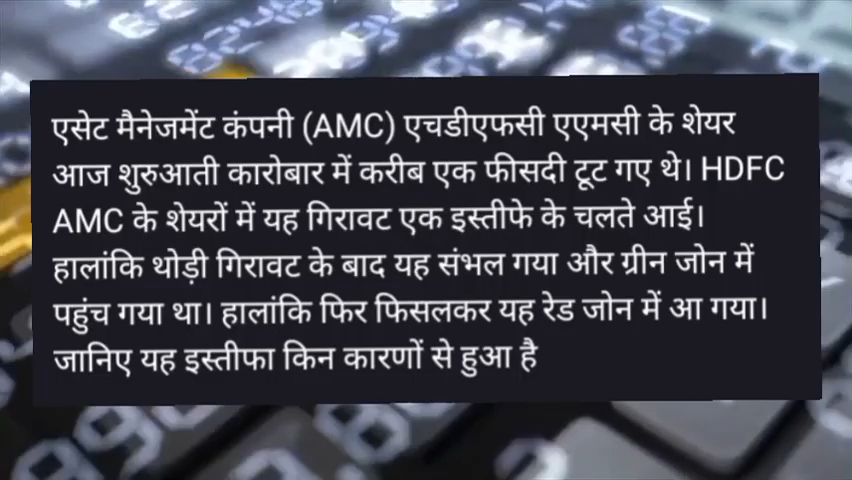 एसेट मैनेजमेंट कंपनी (AMC) एचडीएफसी एएमसी के शेयर
आज शुरुआती कारोबार में करीब एक फीसदी टूट गए थे। HDFC
AMC के शेयरों में यह गिरावट एक इस्तीफे के चलते आई।
हालांकि थोड़ी गिरावट के बाद यह संभल गया और ग्रीन जोन में
पहुंच गया था। हालांकि फिर फिसलकर यह रेड जोन में आ गया।
जानिए यह इस्तीफा किन कारणों से हुआ है